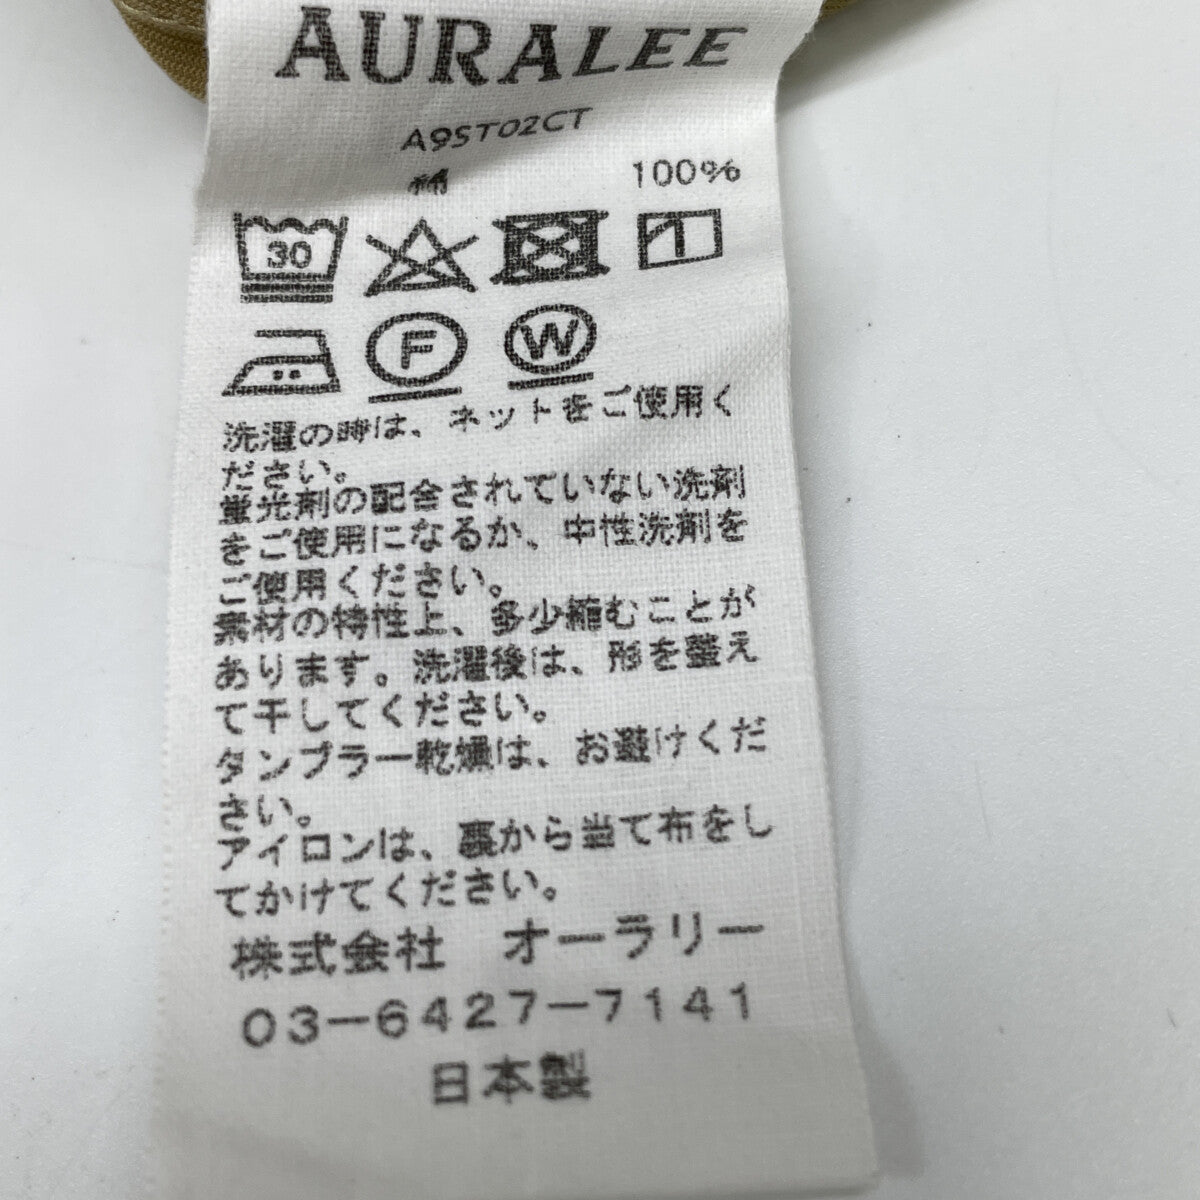 AURALEE
A9ST02CT
綿 100%
30
F W
洗濯の時は、ネットをご使用く
ださい。
蛍光剤の配合されていない洗剤
をご使用になるか、中性洗剤を
ご使用ください。
素材の特性上、多少縮むことが
あります。洗濯後は、形を整え
て干してください。
タンブラー乾燥は、お避けくだ
さい。
アイロンは、裏から当て布をし
てかけてください。
株式会社 オーラリー
03-6427-7141
日本製